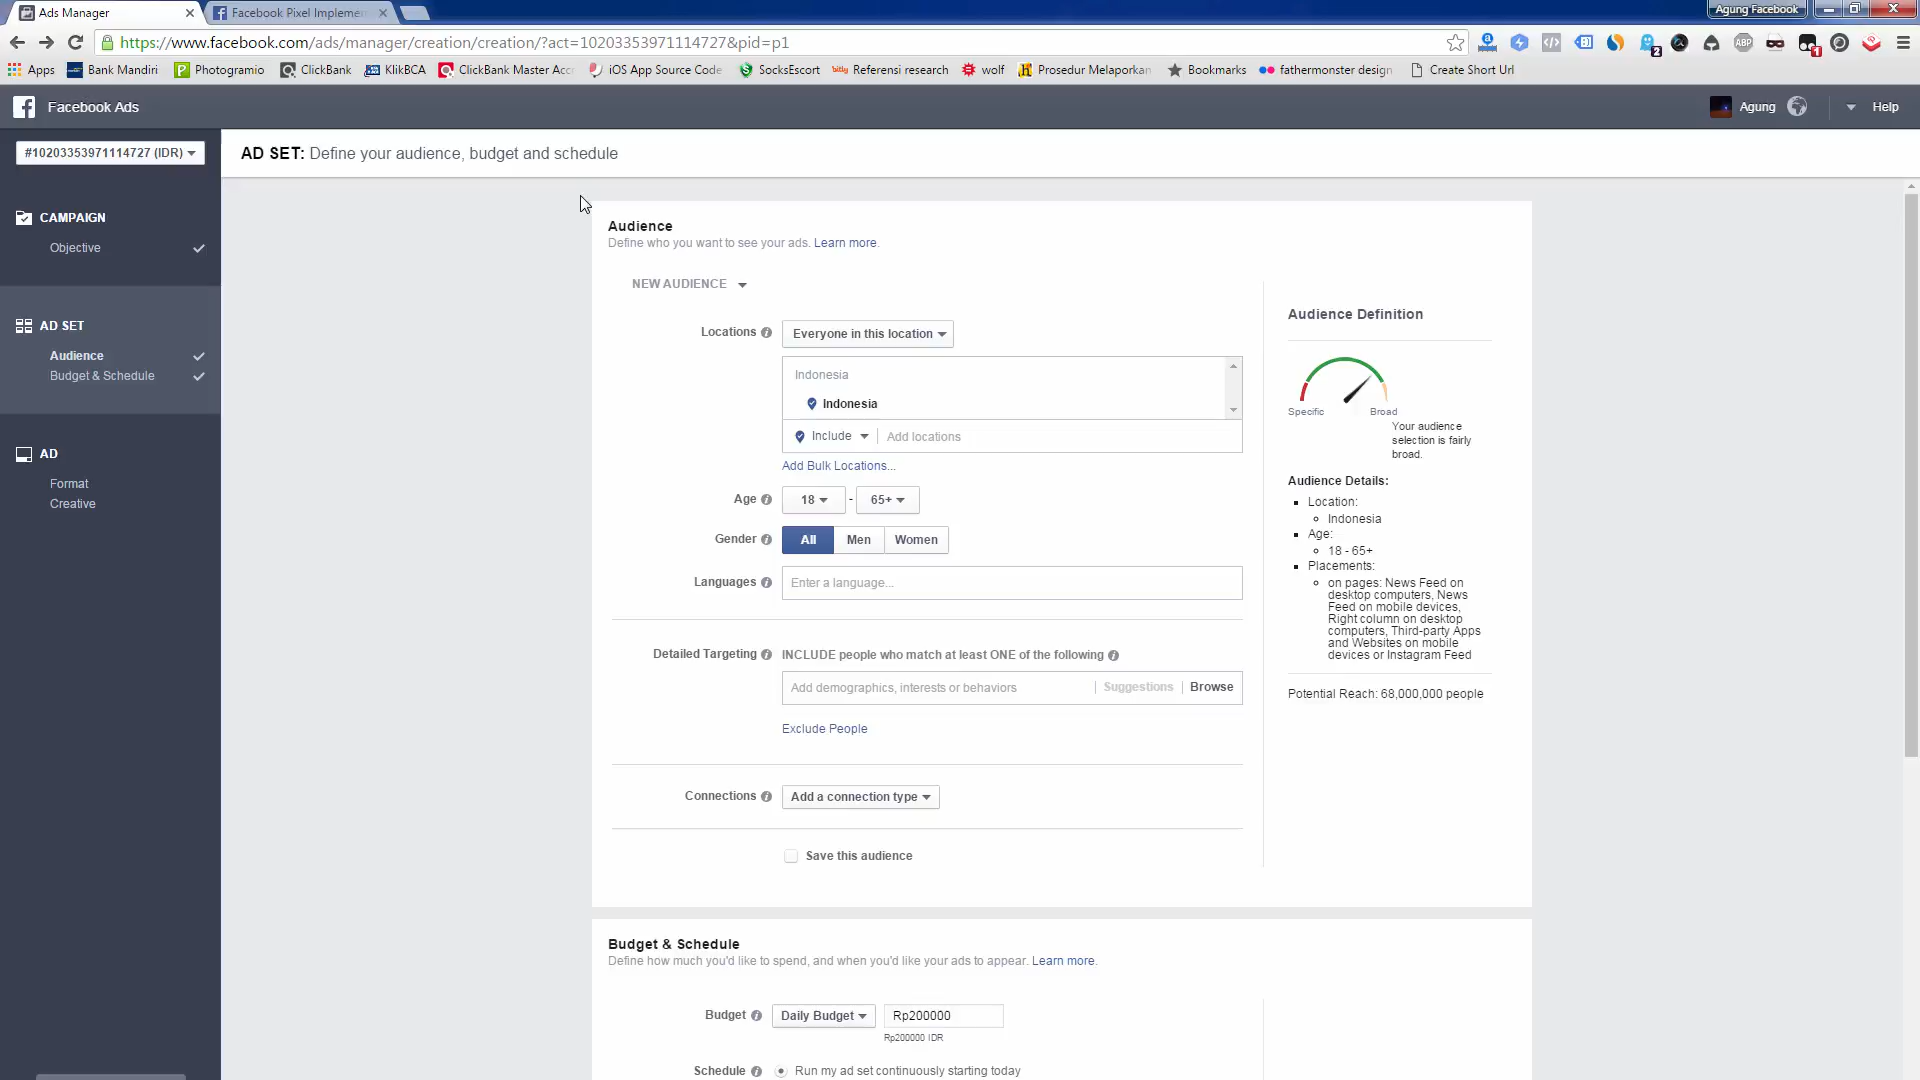 Ads Manager
Facebook Pixel Implemen
Agung Facebook
https://www.facebook.com/ads/manager/creation/creation/?act=10203353971114727&pid=p1
Apps
Bank Mandiri
Photogramio
ClickBank
KlikBCA
ClickBank Master Acc
iOS App Source Code
SocksEscort
Referensi research
wolf
Prosedur Melaporkan
Bookmarks
fathermonster design
Create Short Url
Facebook Ads
Agung
Help
#10203353971114727 (IDR)
CAMPAIGN
Objective
AD SET
Audience
Budget & Schedule
AD
Format
Creative
AD SET: Define your audience, budget and schedule
Audience
Define who you want to see your ads. Learn more.
NEW AUDIENCE
Locations
Everyone in this location
Indonesia
Indonesia
Include
Add locations
Add Bulk Locations...
Age
18
-
65+
Gender
All
Men
Women
Languages
Enter a language...
Detailed Targeting
INCLUDE people who match at least ONE of the following
Add demographics, interests or behaviors
Suggestions
Browse
Exclude People
Connections
Add a connection type
Save this audience
Audience Definition
Specific
Broad
Your audience
selection is fairly
broad.
Audience Details:
Location:
Indonesia
Age:
18 - 65+
Placements:
on pages: News Feed on
desktop computers, News
Feed on mobile devices,
Right column on desktop
computers, Third-party Apps
and Websites on mobile
devices or Instagram Feed
Potential Reach: 68,000,000 people
Budget & Schedule
Define how much you'd like to spend, and when you'd like your ads to appear. Learn more.
Budget
Daily Budget
Rp200000
Rp200000 IDR
Schedule
Run my ad set continuously starting today